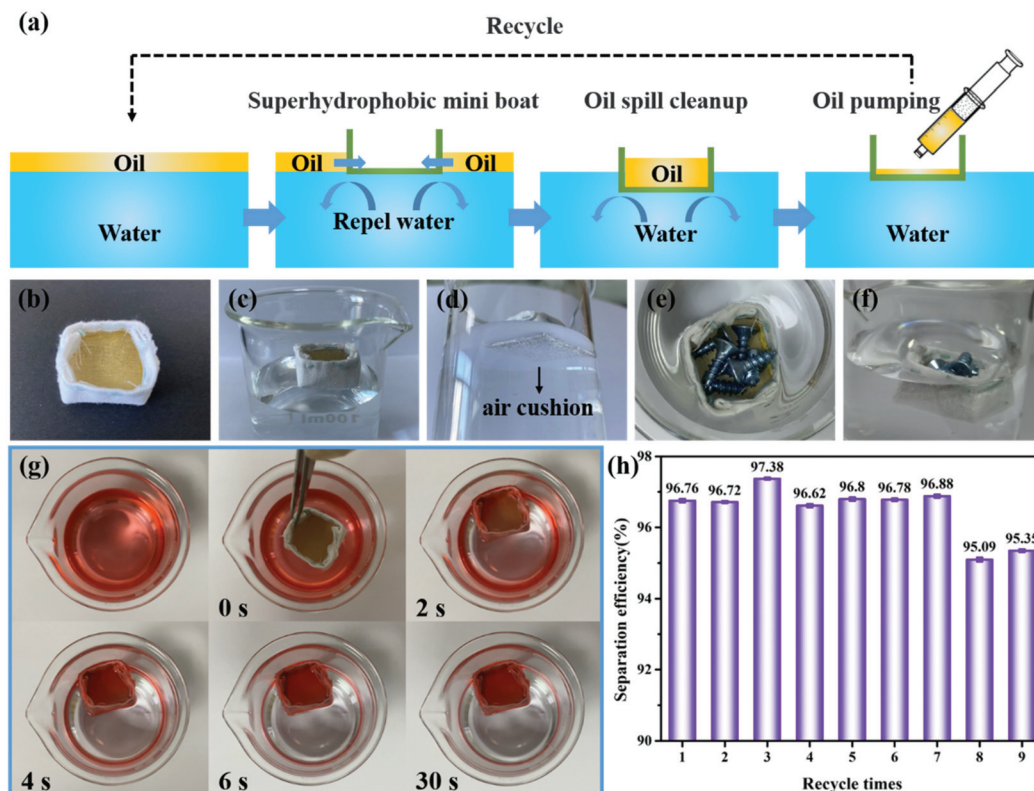 (a)
Recycle
Superhydrophobic mini boat
Oil spill cleanup
Oil pumping
Oil
Oil
Oil
Oil
Water
Repel water
Water
Water
(b)
(c)
(d)
air cushion
(e)
(f)
(g)
0 s
2 s
4 s
6 s
30 s
(h)
98
96
94
92
90
Separation efficiency(%)
96.76
96.72
97.38
96.62
96.8
96.78
96.88
95.09
95.35
1 2 3 4 5 6 7 8 9
Recycle times